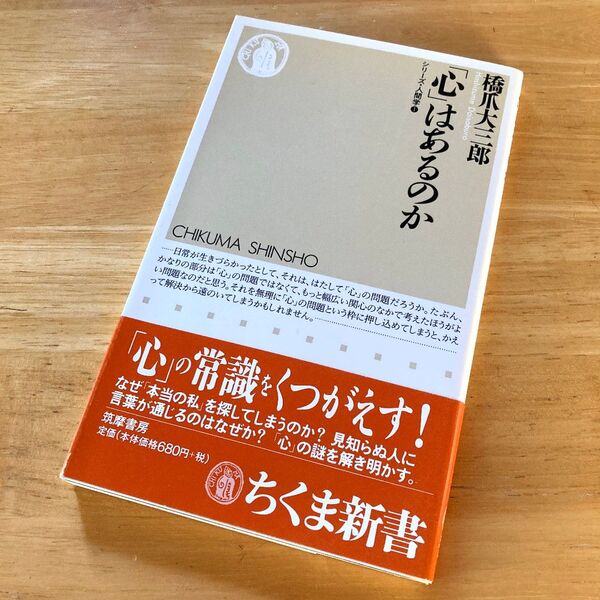 橋爪大三郎
Hashizume Daisaburo
「心」はあるのか
シリーズ・人間学①
CHIKUMA SHINSHO
……日常が生きづらかったとして、それは、はたして「心」の問題だろうか。たぶん、
かなりの部分は「心」の問題ではなくて、もっと幅広い関心のなかで考えたほうがよ
い問題なのだと思う。それを無理に「心」の問題という枠に押し込めてしまうと、かえ
って解決から遠のいてしまうかもしれません。……
「心」の常識をくつがえす!
なぜ「本当の私」を探してしまうのか? 見知らぬ人に
言葉が通じるのはなぜか? 「心」の謎を解き明かす。
筑摩書房
定価(本体価格680円+税)
ちくま新書